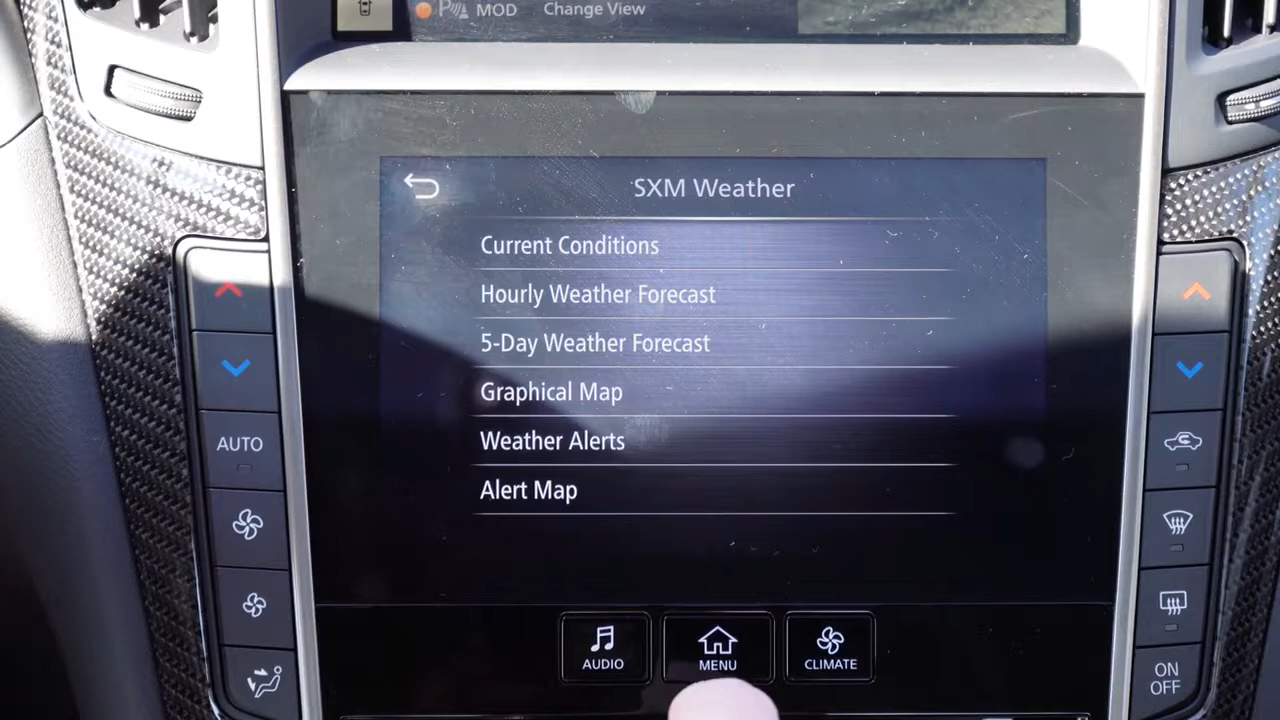 MOD Change View
SXM Weather
Current Conditions
Hourly Weather Forecast
5-Day Weather Forecast
Graphical Map
Weather Alerts
Alert Map
AUTO
AUDIO
MENU
CLIMATE
ON
OFF